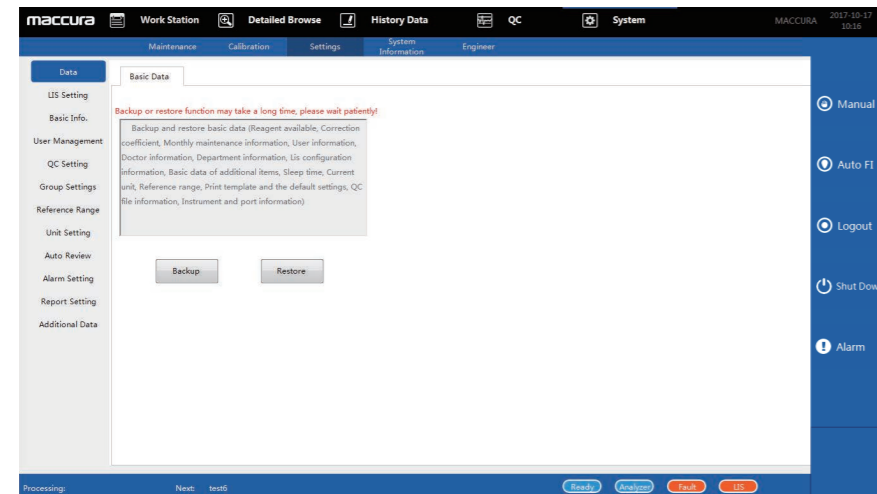 maccura Work Station Detailed Browse History Data QC System MACCURA 2017-10-17
10:16
Maintenance Calibration Settings System Information Engineer
Data
LIS Setting
Basic Info.
User Management
QC Setting
Group Settings
Reference Range
Unit Setting
Auto Review
Alarm Setting
Report Setting
Additional Data
Basic Data
Backup or restore function may take a long time, please wait patiently!
Backup and restore basic data (Reagent available, Correction
coefficient, Monthly maintenance information, User information,
Doctor information, Department information, Lis configuration
information, Basic data of additional items, Sleep time, Current
unit, Reference range, Print template and the default settings, QC
file information, Instrument and port information)
Backup Restore
Manual
Auto Fl
Logout
Shut Dow
Alarm
Processing: Next: test6 Ready Analyzer Fault LIS